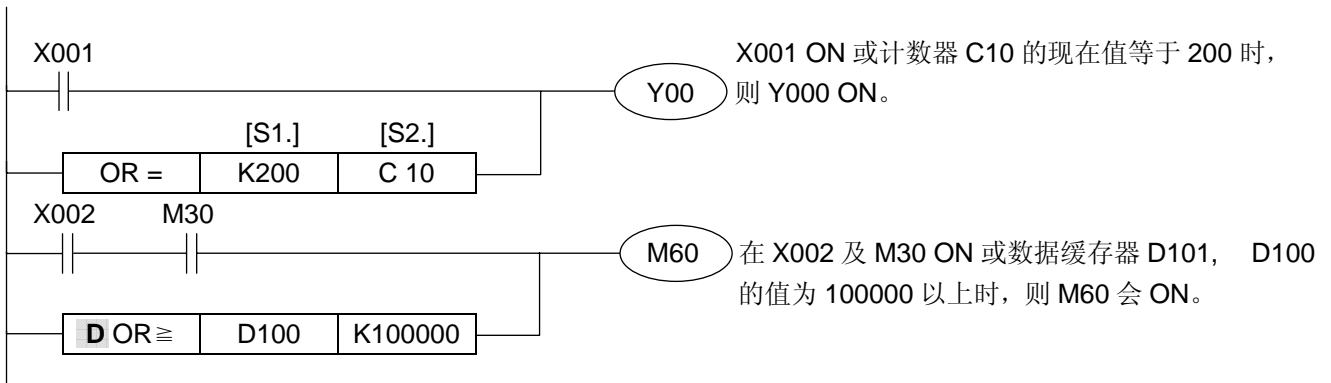 X001
X001 ON 或计数器 C10 的现在值等于 200 时，
Y00
则 Y000 ON。
[S1.] [S2.]
OR = K200 C 10
X002 M30
M60
在 X002 及 M30 ON 或数据缓存器 D101, D100
的值为 100000 以上时，则 M60 会 ON。
D OR≧ D100 K100000